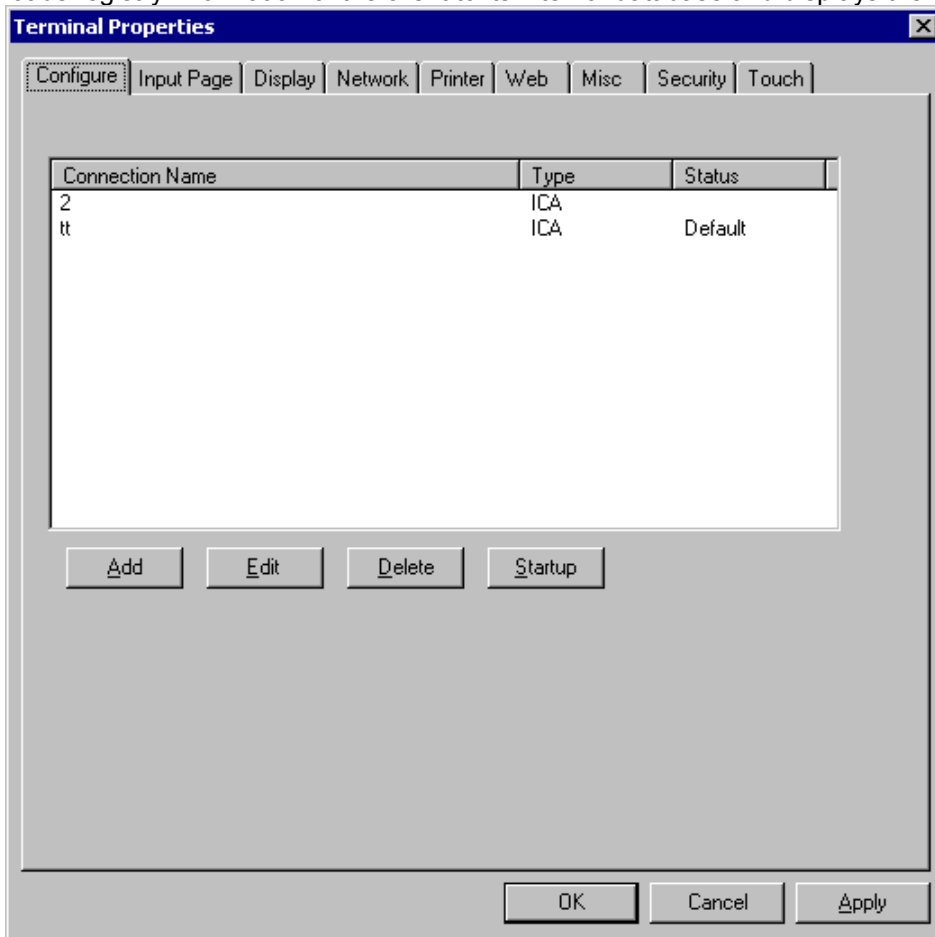 Terminal Properties
Configure Input Page Display Network Printer Web Misc Security Touch
Connection Name Type Status
2 ICA
tt ICA Default
Add Edit Delete Startup
OK Cancel Apply